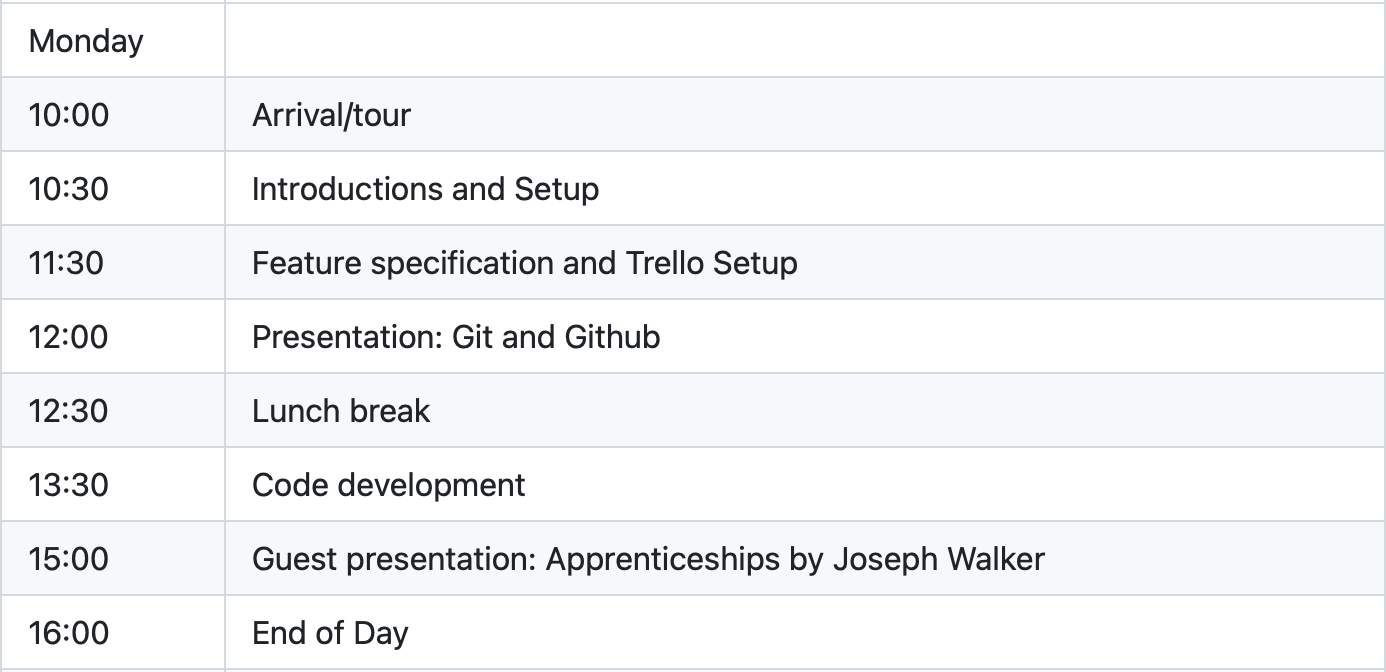 Monday
10:00 Arrival/tour
10:30 Introductions and Setup
11:30 Feature specification and Trello Setup
12:00 Presentation: Git and Github
12:30 Lunch break
13:30 Code development
15:00 Guest presentation: Apprenticeships by Joseph Walker
16:00 End of Day